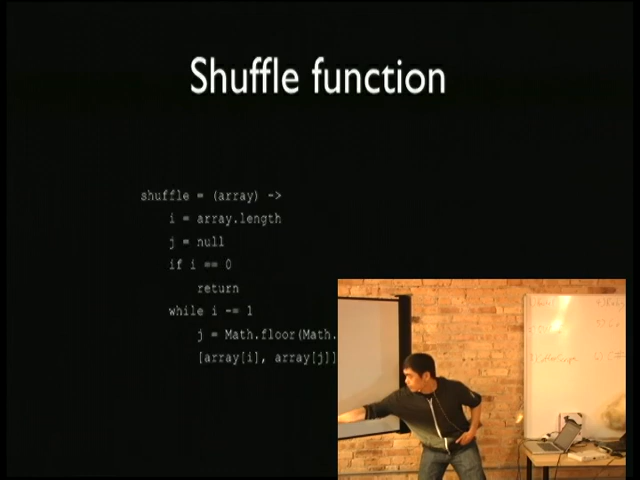 Shuffle function
shuffle = (array) ->
i = array.length
j = null
if i == 0
return
while i -= 1
j = Math.floor(Math.
[array[i], array[j]]